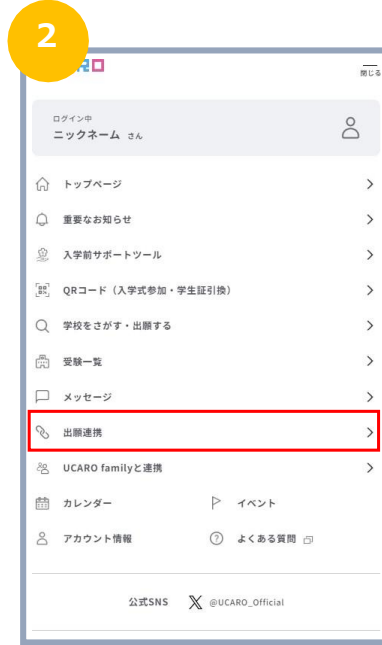 2
閉じる
ログイン中
ニックネーム さん
トップページ
重要なお知らせ
入学前サポートツール
QRコード（入学式参加・学生証引換）
学校をさがす・出願する
受験一覧
メッセージ
出願連携
UCARO familyと連携
カレンダー イベント
アカウント情報 よくある質問
公式SNS @UCARO_Official